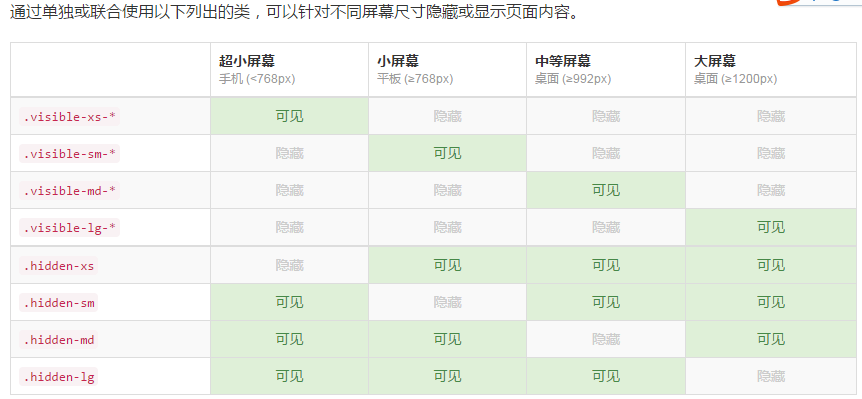 通过单独或联合使用以下列出的类，可以针对不同屏幕尺寸隐藏或显示页面内容。
超小屏幕 小屏幕 中等屏幕 大屏幕
手机 (<768px) 平板 (≥768px) 桌面 (≥992px) 桌面 (≥1200px)
.visible-xs-* 可见 隐藏 隐藏 隐藏
.visible-sm-* 隐藏 可见 隐藏 隐藏
.visible-md-* 隐藏 隐藏 可见 隐藏
.visible-lg-* 隐藏 隐藏 隐藏 可见
.hidden-xs 隐藏 可见 可见 可见
.hidden-sm 可见 隐藏 可见 可见
.hidden-md 可见 可见 隐藏 可见
.hidden-lg 可见 可见 可见 隐藏